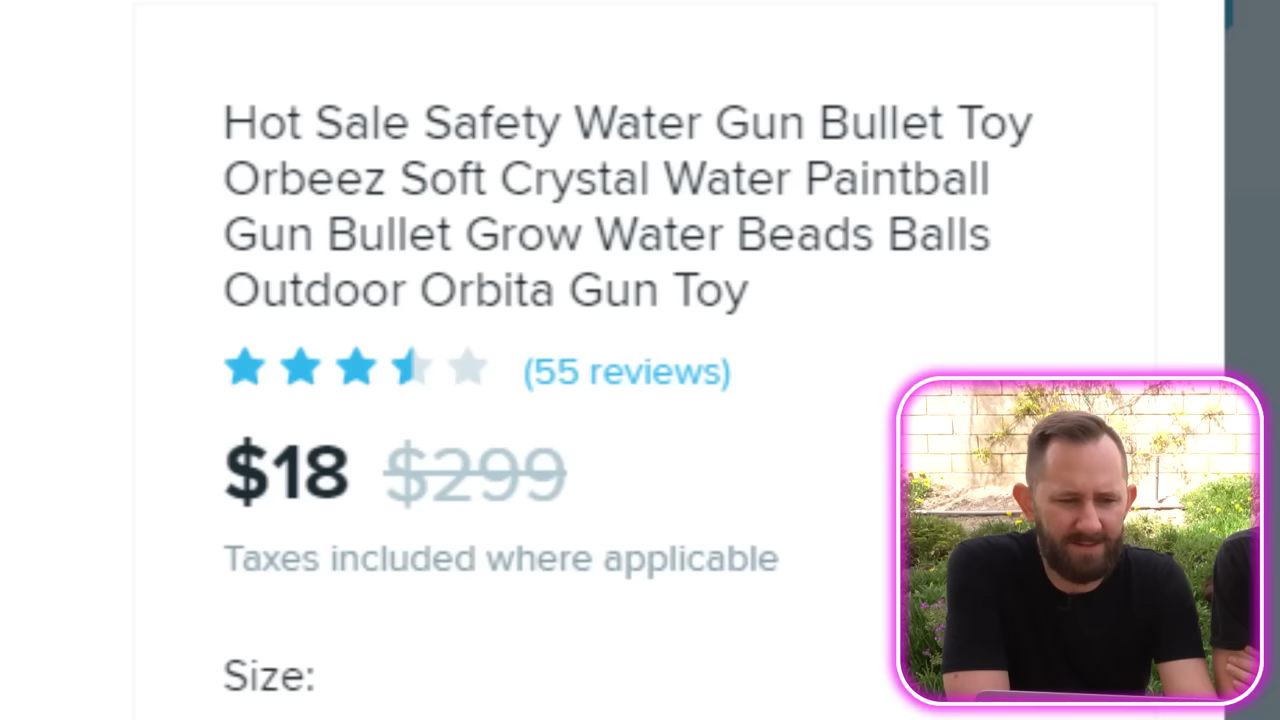 Hot Sale Safety Water Gun Bullet Toy
Orbeez Soft Crystal Water Paintball
Gun Bullet Grow Water Beads Balls
Outdoor Orbita Gun Toy
(55 reviews)
$18 $299
Taxes included where applicable
Size: